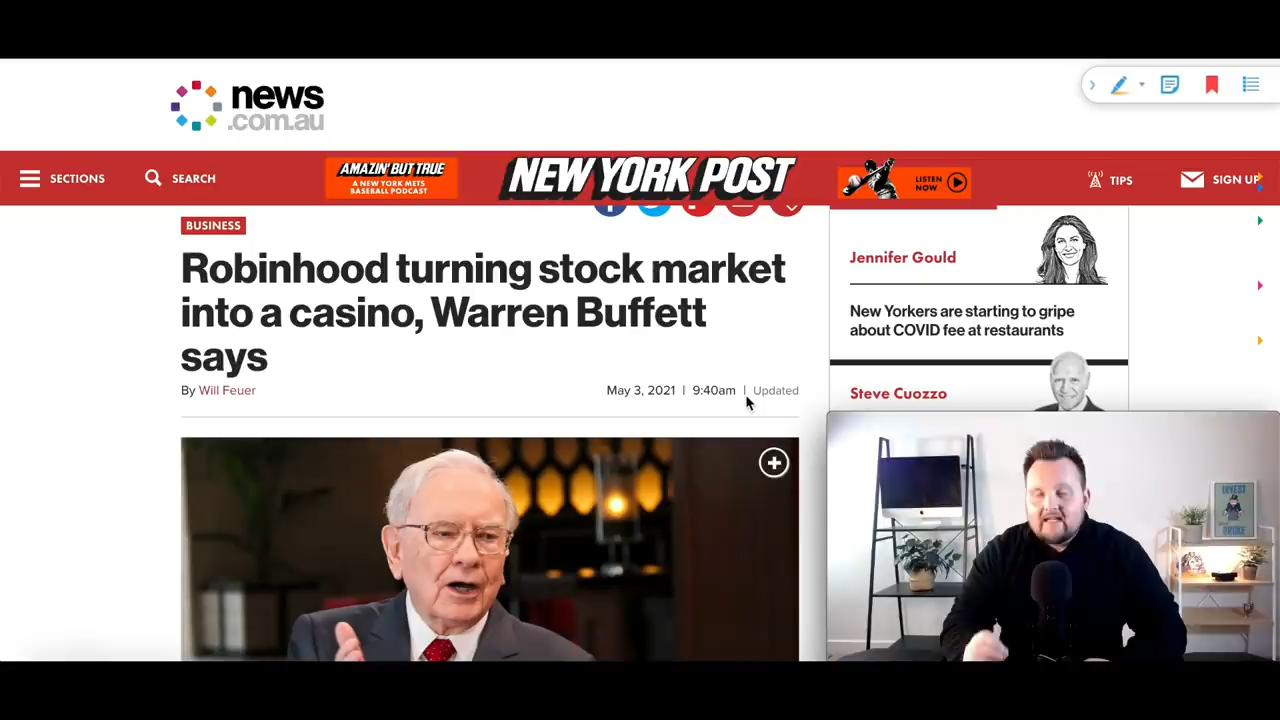 news
.com.au
SECTIONS
SEARCH
AMAZIN' BUT TRUE
A NEW YORK METS
BASEBALL PODCAST
NEW YORK POST
LISTEN
NOW
TIPS
SIGN UP
BUSINESS
Robinhood turning stock market
into a casino, Warren Buffett
says
By Will Feuer
May 3, 2021 | 9:40am | Updated
Jennifer Gould
New Yorkers are starting to gripe
about COVID fee at restaurants
Steve Cuozzo
INVEST
BROKE